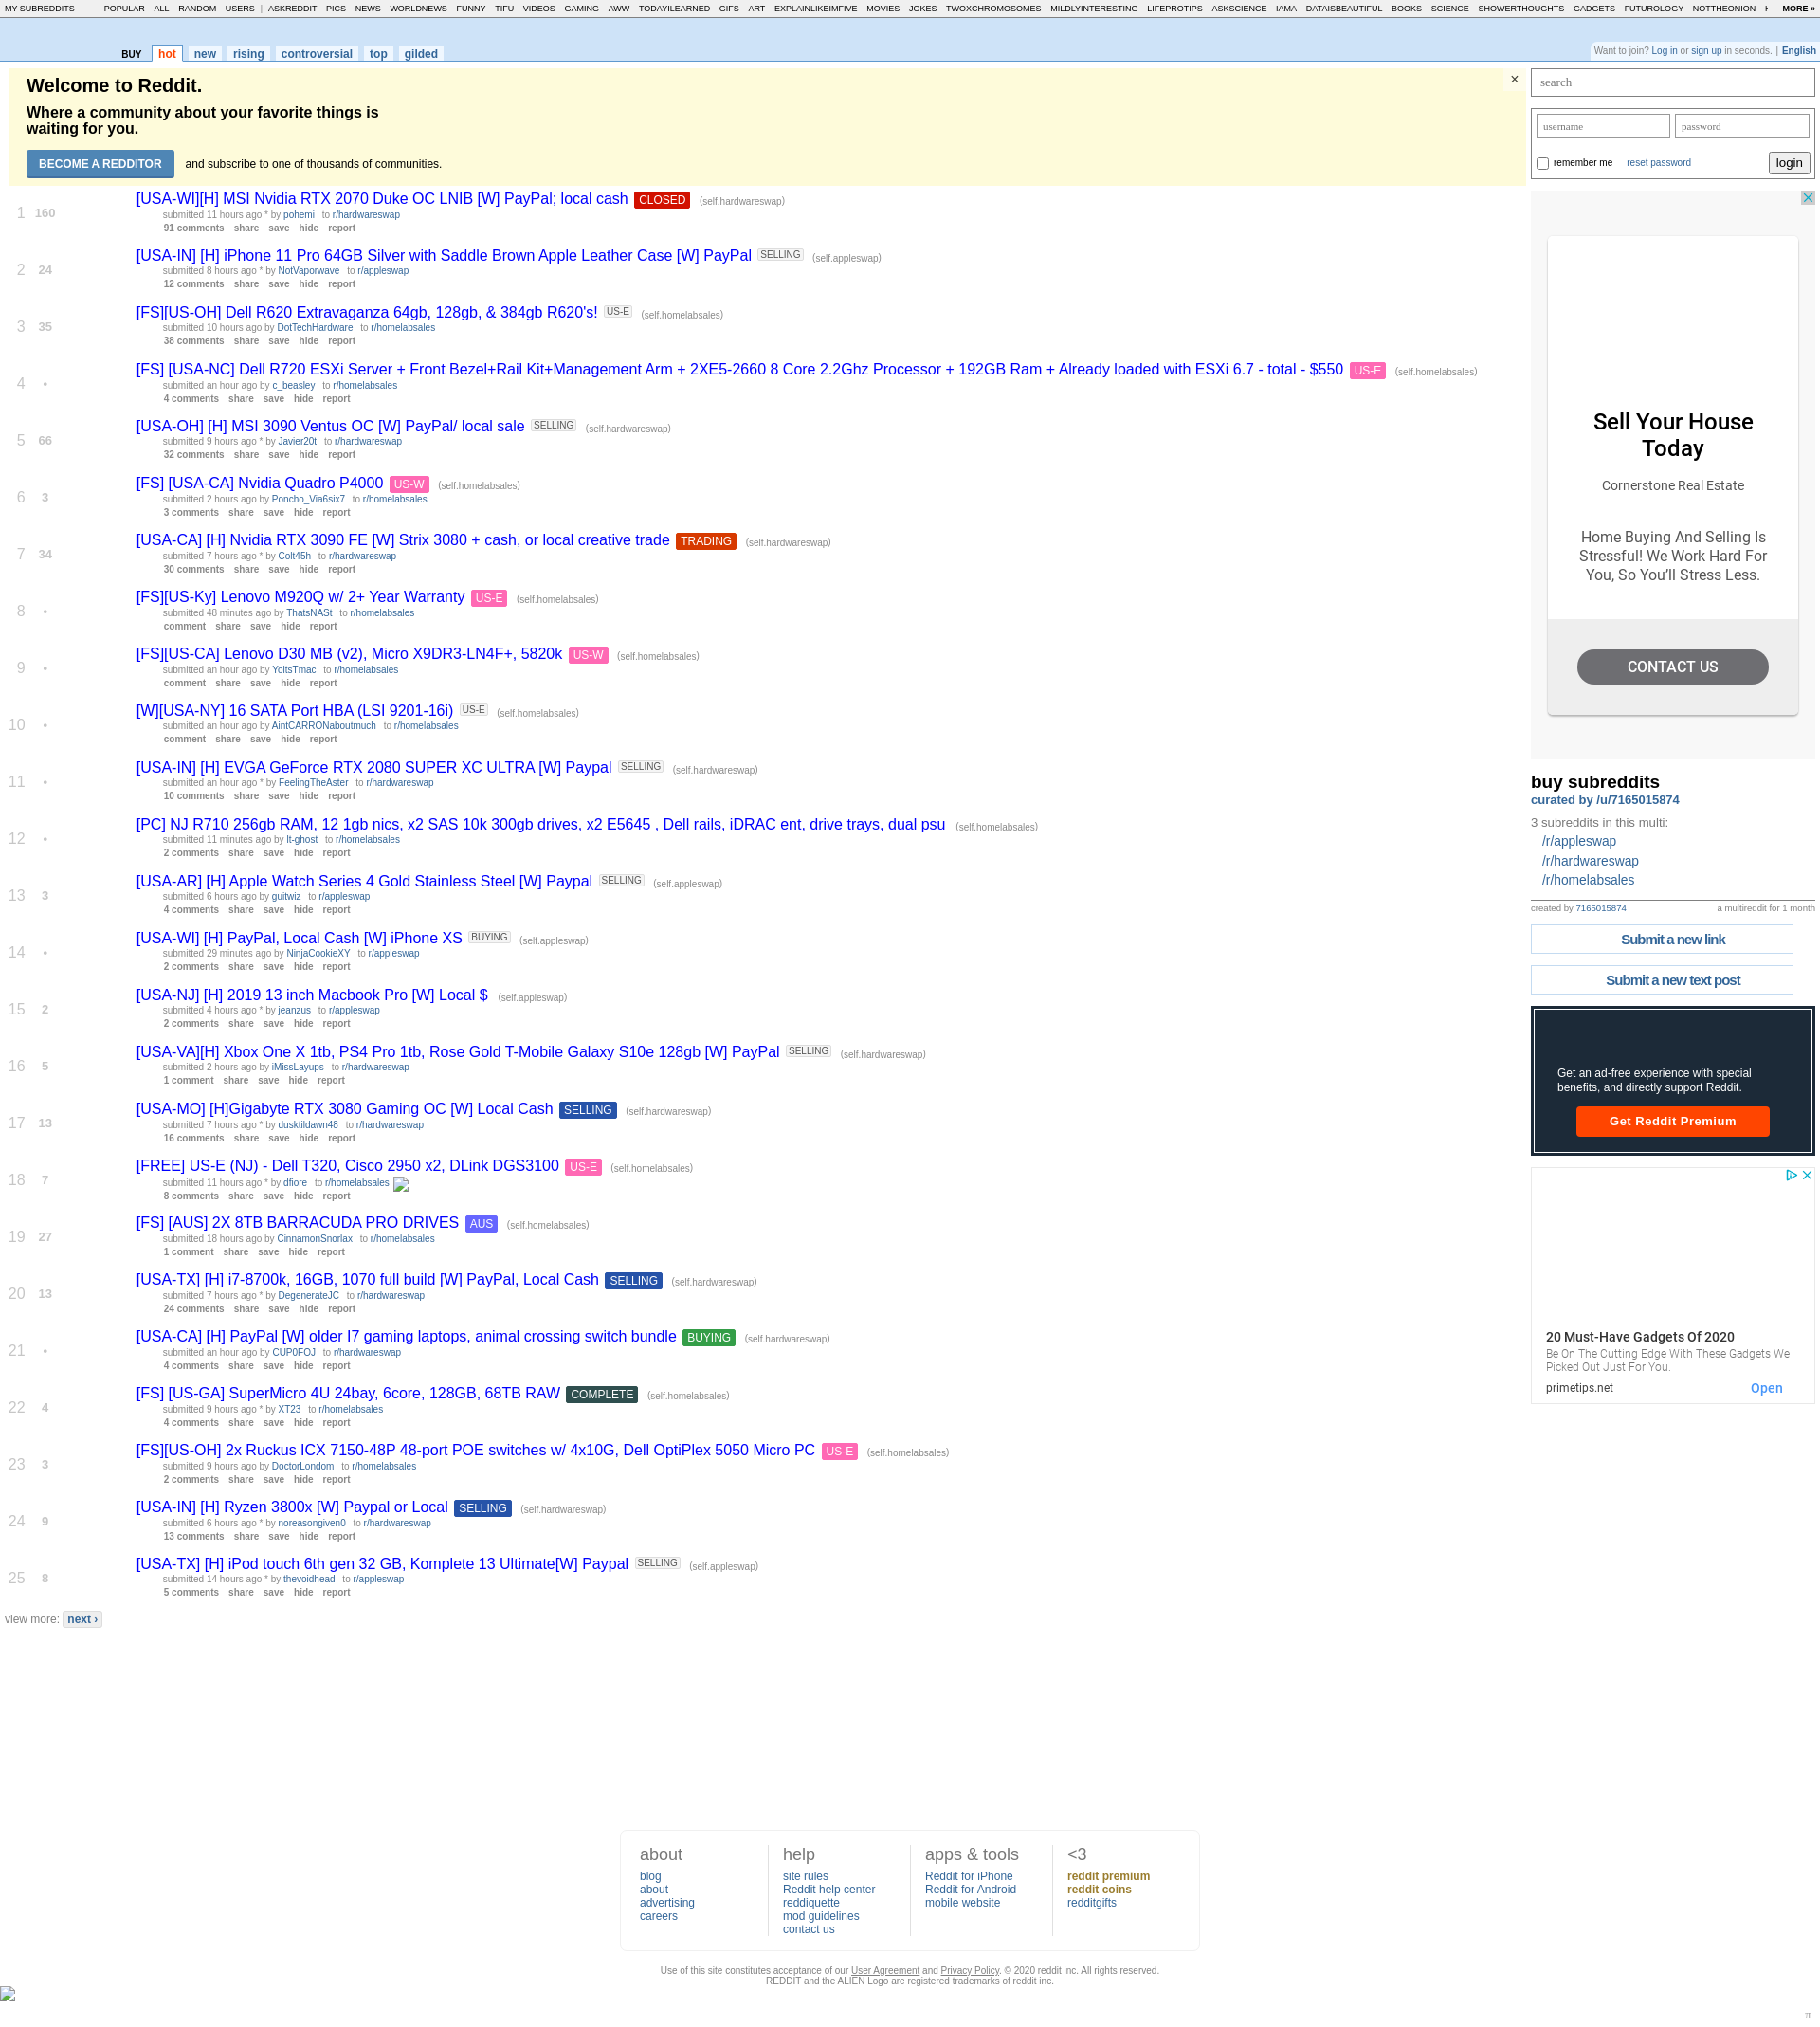 MY SUBREDDITS POPULAR - ALL - RANDOM - USERS | ASKREDDIT - PICS - NEWS - WORLDNEWS - FUNNY - TIFU - VIDEOS - GAMING - AWW - TODAYILEARNED - GIFS - ART - EXPLAINLIKEIMFIVE - MOVIES - JOKES - TWOXCHROMOSOMES - MILDLYINTERESTING - LIFEPROTIPS - ASKSCIENCE - IAMA - DATAISBEAUTIFUL - BOOKS - SCIENCE - SHOWERTHOUGHTS - GADGETS - FUTUROLOGY - NOTTHEONION - MORE »
BUY hot new rising controversial top gilded
Want to join? Log in or sign up in seconds. | English
Welcome to Reddit.
Where a community about your favorite things is
waiting for you.
BECOME A REDDITOR and subscribe to one of thousands of communities.
×
1 160 [USA-WI][H] MSI Nvidia RTX 2070 Duke OC LNIB [W] PayPal; local cash CLOSED (self.hardwareswap)
submitted 11 hours ago * by pohemi to r/hardwareswap
91 comments share save hide report
2 24 [USA-IN] [H] iPhone 11 Pro 64GB Silver with Saddle Brown Apple Leather Case [W] PayPal SELLING (self.appleswap)
submitted 8 hours ago * by NotVaporwave to r/appleswap
12 comments share save hide report
3 35 [FS][US-OH] Dell R620 Extravaganza 64gb, 128gb, & 384gb R620's! US-E (self.homelabsales)
submitted 10 hours ago by DotTechHardware to r/homelabsales
38 comments share save hide report
4 • [FS] [USA-NC] Dell R720 ESXi Server + Front Bezel+Rail Kit+Management Arm + 2XE5-2660 8 Core 2.2Ghz Processor + 192GB Ram + Already loaded with ESXi 6.7 - total - $550 US-E (self.homelabsales)
submitted an hour ago by c_beasley to r/homelabsales
4 comments share save hide report
5 66 [USA-OH] [H] MSI 3090 Ventus OC [W] PayPal/ local sale SELLING (self.hardwareswap)
submitted 9 hours ago * by Javier20t to r/hardwareswap
32 comments share save hide report
6 3 [FS] [USA-CA] Nvidia Quadro P4000 US-W (self.homelabsales)
submitted 2 hours ago by Poncho_Via6six7 to r/homelabsales
3 comments share save hide report
7 34 [USA-CA] [H] Nvidia RTX 3090 FE [W] Strix 3080 + cash, or local creative trade TRADING (self.hardwareswap)
submitted 7 hours ago * by Colt45h to r/hardwareswap
30 comments share save hide report
8 • [FS][US-Ky] Lenovo M920Q w/ 2+ Year Warranty US-E (self.homelabsales)
submitted 48 minutes ago by ThatsNASt to r/homelabsales
comment share save hide report
9 • [FS][US-CA] Lenovo D30 MB (v2), Micro X9DR3-LN4F+, 5820k US-W (self.homelabsales)
submitted an hour ago by YoitsTmac to r/homelabsales
comment share save hide report
10 • [W][USA-NY] 16 SATA Port HBA (LSI 9201-16i) US-E (self.homelabsales)
submitted an hour ago by AintCARRONaboutmuch to r/homelabsales
comment share save hide report
11 • [USA-IN] [H] EVGA GeForce RTX 2080 SUPER XC ULTRA [W] Paypal SELLING (self.hardwareswap)
submitted an hour ago * by FeelingTheAster to r/hardwareswap
10 comments share save hide report
12 • [PC] NJ R710 256gb RAM, 12 1gb nics, x2 SAS 10k 300gb drives, x2 E5645 , Dell rails, iDRAC ent, drive trays, dual psu (self.homelabsales)
submitted 11 minutes ago by lt-ghost to r/homelabsales
2 comments share save hide report
13 3 [USA-AR] [H] Apple Watch Series 4 Gold Stainless Steel [W] Paypal SELLING (self.appleswap)
submitted 6 hours ago by guitwiz to r/appleswap
4 comments share save hide report
14 • [USA-WI] [H] PayPal, Local Cash [W] iPhone XS BUYING (self.appleswap)
submitted 29 minutes ago by NinjaCookieXY to r/appleswap
2 comments share save hide report
15 2 [USA-NJ] [H] 2019 13 inch Macbook Pro [W] Local $ (self.appleswap)
submitted 4 hours ago * by jeanzus to r/appleswap
2 comments share save hide report
16 5 [USA-VA][H] Xbox One X 1tb, PS4 Pro 1tb, Rose Gold T-Mobile Galaxy S10e 128gb [W] PayPal SELLING (self.hardwareswap)
submitted 2 hours ago by iMissLayups to r/hardwareswap
1 comment share save hide report
17 13 [USA-MO] [H]Gigabyte RTX 3080 Gaming OC [W] Local Cash SELLING (self.hardwareswap)
submitted 7 hours ago * by dusktildawn48 to r/hardwareswap
16 comments share save hide report
18 7 [FREE] US-E (NJ) - Dell T320, Cisco 2950 x2, DLink DGS3100 US-E (self.homelabsales)
submitted 11 hours ago * by dfiore to r/homelabsales
8 comments share save hide report
19 27 [FS] [AUS] 2X 8TB BARRACUDA PRO DRIVES AUS (self.homelabsales)
submitted 18 hours ago by CinnamonSnorlax to r/homelabsales
1 comment share save hide report
20 13 [USA-TX] [H] i7-8700k, 16GB, 1070 full build [W] PayPal, Local Cash SELLING (self.hardwareswap)
submitted 7 hours ago * by DegenerateJC to r/hardwareswap
24 comments share save hide report
21 • [USA-CA] [H] PayPal [W] older I7 gaming laptops, animal crossing switch bundle BUYING (self.hardwareswap)
submitted an hour ago by CUP0FOJ to r/hardwareswap
4 comments share save hide report
22 4 [FS] [US-GA] SuperMicro 4U 24bay, 6core, 128GB, 68TB RAW COMPLETE (self.homelabsales)
submitted 9 hours ago * by XT23 to r/homelabsales
4 comments share save hide report
23 3 [FS][US-OH] 2x Ruckus ICX 7150-48P 48-port POE switches w/ 4x10G, Dell OptiPlex 5050 Micro PC US-E (self.homelabsales)
submitted 9 hours ago by DoctorLondom to r/homelabsales
2 comments share save hide report
24 9 [USA-IN] [H] Ryzen 3800x [W] Paypal or Local SELLING (self.hardwareswap)
submitted 6 hours ago * by noreasongiven0 to r/hardwareswap
13 comments share save hide report
25 8 [USA-TX] [H] iPod touch 6th gen 32 GB, Komplete 13 Ultimate[W] Paypal SELLING (self.appleswap)
submitted 14 hours ago * by thevoidhead to r/appleswap
5 comments share save hide report
view more: next ›
search
username password
remember me reset password login
Sell Your House
Today
Cornerstone Real Estate
Home Buying And Selling Is
Stressful! We Work Hard For
You, So You'll Stress Less.
CONTACT US
buy subreddits
curated by /u/7165015874
3 subreddits in this multi:
/r/appleswap
/r/hardwareswap
/r/homelabsales
created by 7165015874 a multireddit for 1 month
Submit a new link
Submit a new text post
Get an ad-free experience with special
benefits, and directly support Reddit.
Get Reddit Premium
20 Must-Have Gadgets Of 2020
Be On The Cutting Edge With These Gadgets We
Picked Out Just For You.
primetips.net Open
about
blog
about
advertising
careers
help
site rules
Reddit help center
reddiquette
mod guidelines
contact us
apps & tools
Reddit for iPhone
Reddit for Android
mobile website
<3
reddit premium
reddit coins
redditgifts
Use of this site constitutes acceptance of our User Agreement and Privacy Policy. © 2020 reddit inc. All rights reserved.
REDDIT and the ALIEN Logo are registered trademarks of reddit inc.
π